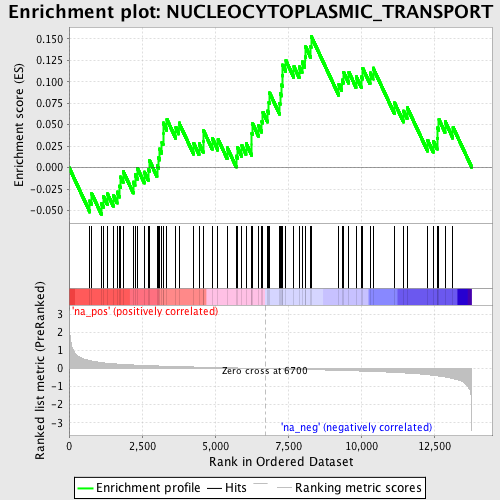 Enrichment plot: NUCLEOCYTOPLASMIC_TRANSPORT
Enrichment score (ES)
0.150
0.125
0.100
0.075
0.050
0.025
0.000
-0.025
-0.050
'na_pos' (positively correlated)
Ranked list metric (PreRanked)
3
2
1
0
-1
-2
-3
Zero cross at 6700
'na_neg' (negatively correlated)
0 2,500 5,000 7,500 10,000 12,500
Rank in Ordered Dataset
Enrichment profile Hits Ranking metric scores